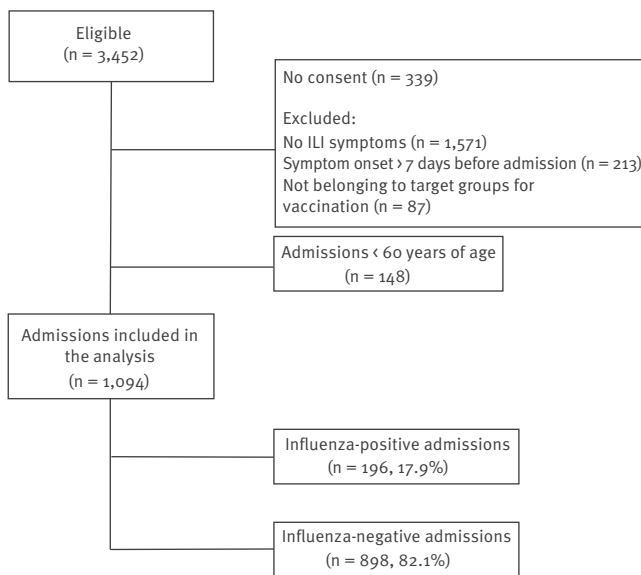 Eligible
(n = 3,452)
No consent (n = 339)
Excluded:
No ILI symptoms (n = 1,571)
Symptom onset > 7 days before admission (n = 213)
Not belonging to target groups for
vaccination (n = 87)
Admissions < 60 years of age
(n = 148)
Admissions included in
the analysis
(n = 1,094)
Influenza-positive admissions
(n = 196, 17.9%)
Influenza-negative admissions
(n = 898, 82.1%)